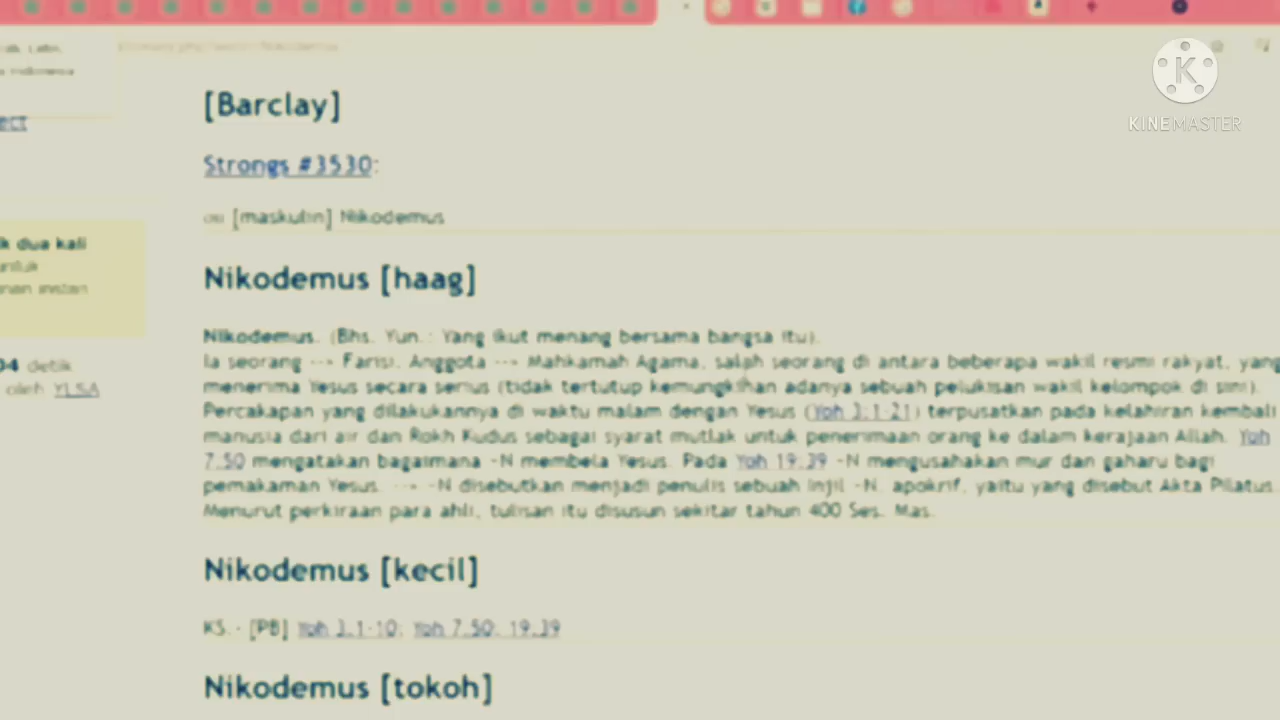 [Barclay]
Strongs #3530:
[maskulin] Nikodemus
k dua kali
Nikodemus [haag]
Nikodemus. (Bhs. Yun.: Yang ikut menang bersama bangsa itu).
Ia seorang --> Farisi, Anggota --> Mahkamah Agama, salah seorang di antara beberapa wakil resmi rakyat, yang
menerima Yesus secara serius (tidak tertutup kemungkinan adanya sebuah pelukisan wakil kelompok di sini).
Percakapan yang dilakukannya di waktu malam dengan Yesus (Yoh 3:1-21) terpusatkan pada kelahiran kembali
manusia dari air dan Rokh Kudus sebagai syarat mutlak untuk penerimaan orang ke dalam kerajaan Allah. Yoh
7:50 mengatakan bagaimana -N membela Yesus. Pada Yoh 19:39 -N mengusahakan mur dan gaharu bagi
pemakaman Yesus. --> -N disebutkan menjadi penulis sebuah Injil -N. apokrif, yaitu yang disebut Akta Pilatus.
Menurut perkiraan para ahli, tulisan itu disusun sekitar tahun 400 Ses. Mas.
04 detik
oleh YLSA
Nikodemus [kecil]
KS.- [PB] Yoh 3:1-10; Yoh 7:50; 19:39
Nikodemus [tokoh]
K
KINEMASTER